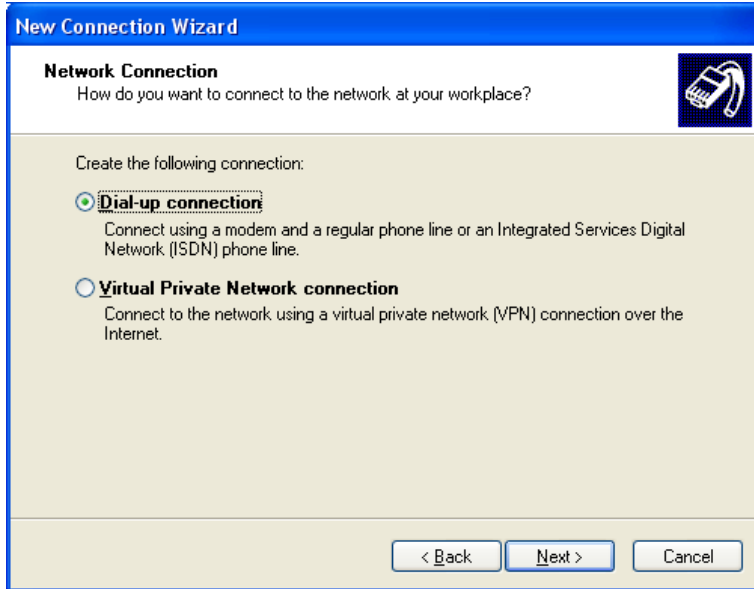 New Connection Wizard
Network Connection
How do you want to connect to the network at your workplace?
Create the following connection:
Dial-up connection
Connect using a modem and a regular phone line or an Integrated Services Digital
Network (ISDN) phone line.
Virtual Private Network connection
Connect to the network using a virtual private network (VPN) connection over the
Internet.
< Back Next > Cancel